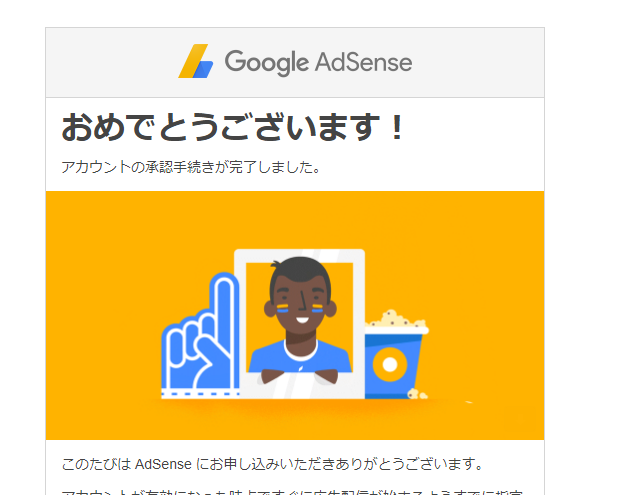 Google AdSense
おめでとうございます！
アカウントの承認手続きが完了しました。
このたびは AdSense にお申し込みいただきありがとうございます。